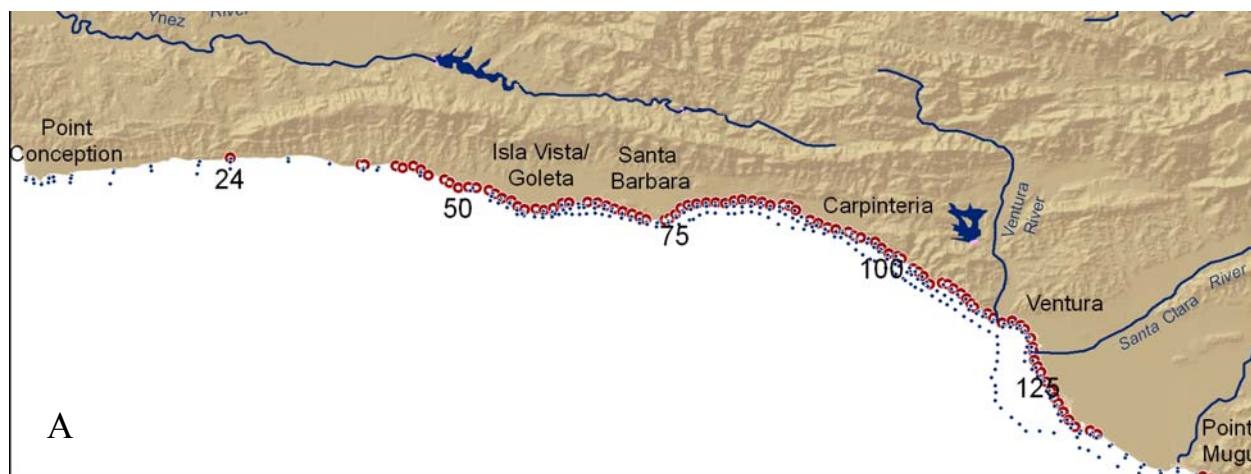 Ynez River
Point
Conception
24
Isla Vista/
Goleta
Santa
Barbara
50
75
Carpinteria
100
Ventura
River
Ventura
Santa Clara River
125
A
Point
Mugu